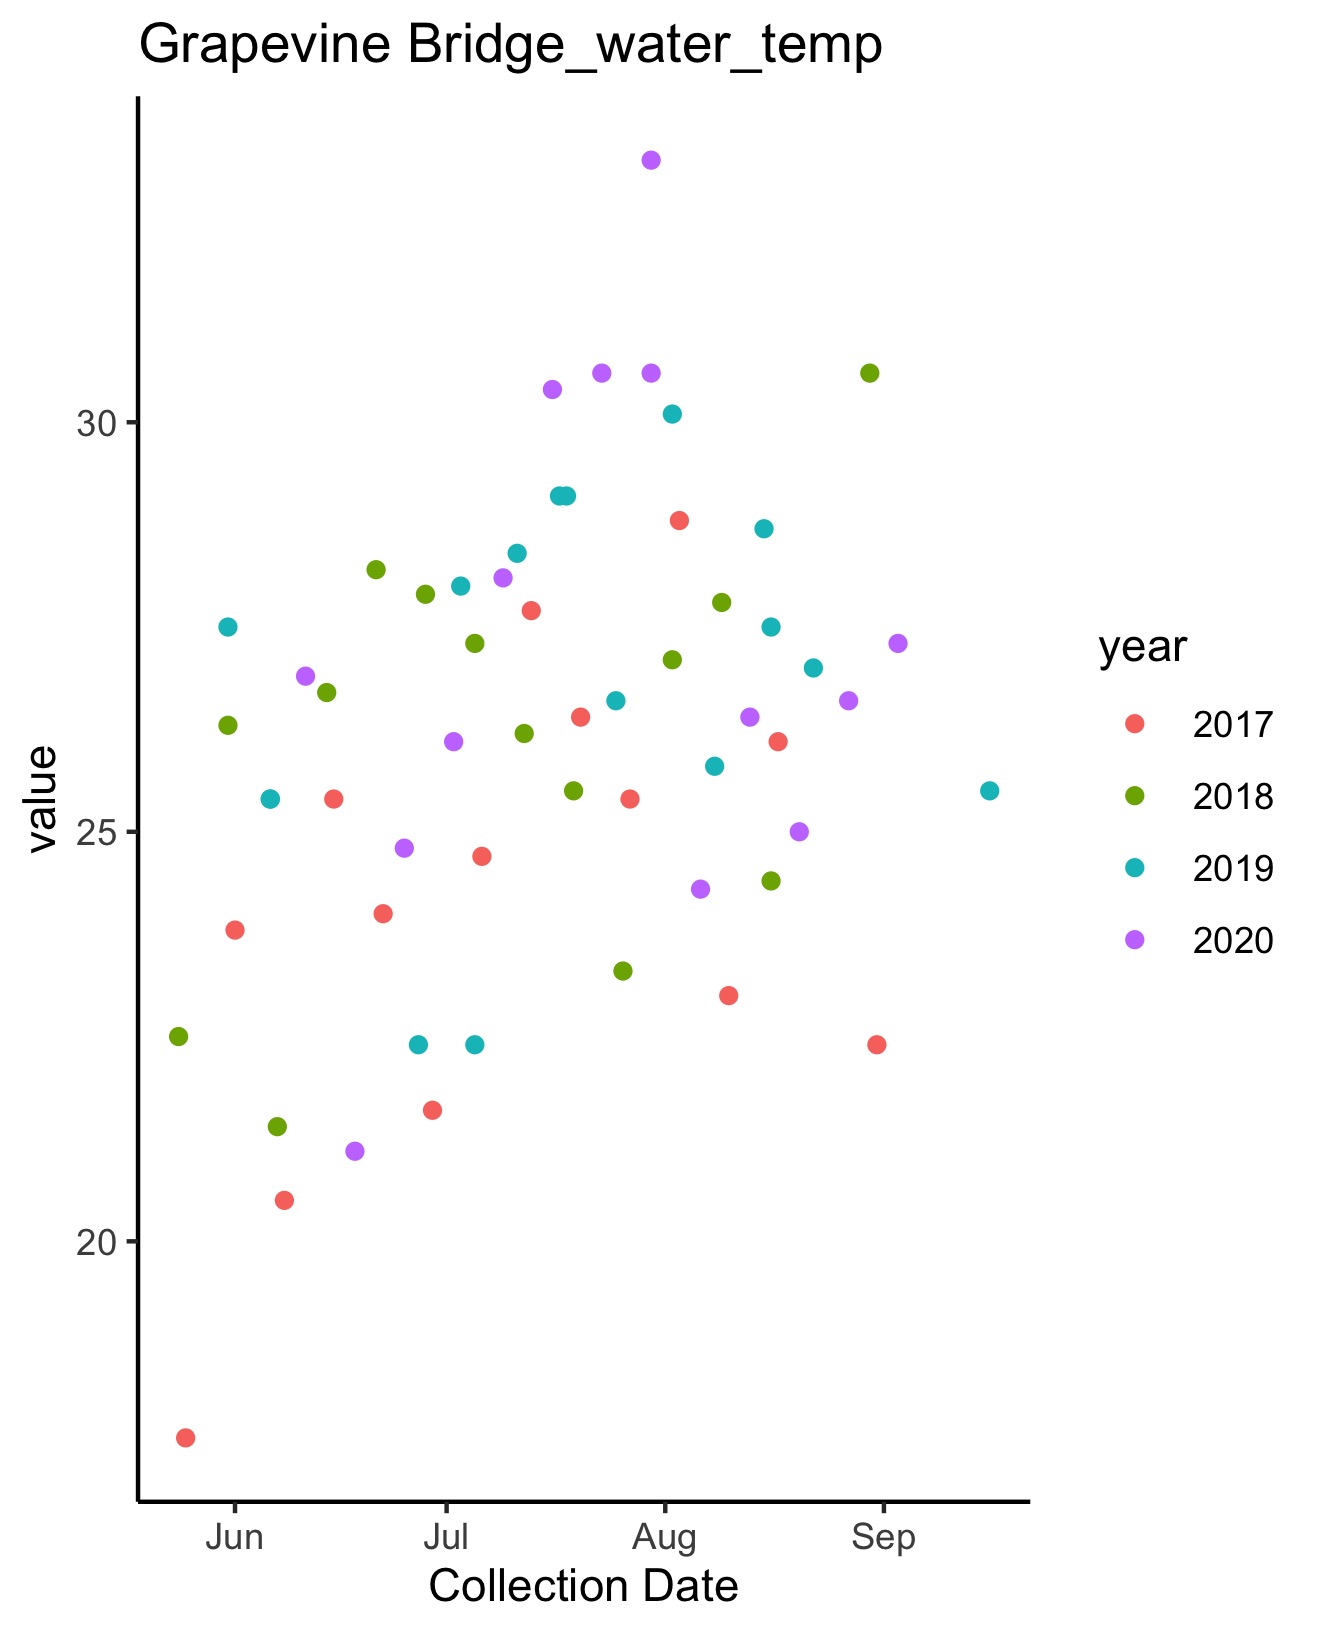 Grapevine Bridge_water_temp
30
25
20
value
Jun Jul Aug Sep
Collection Date
year
2017
2018
2019
2020